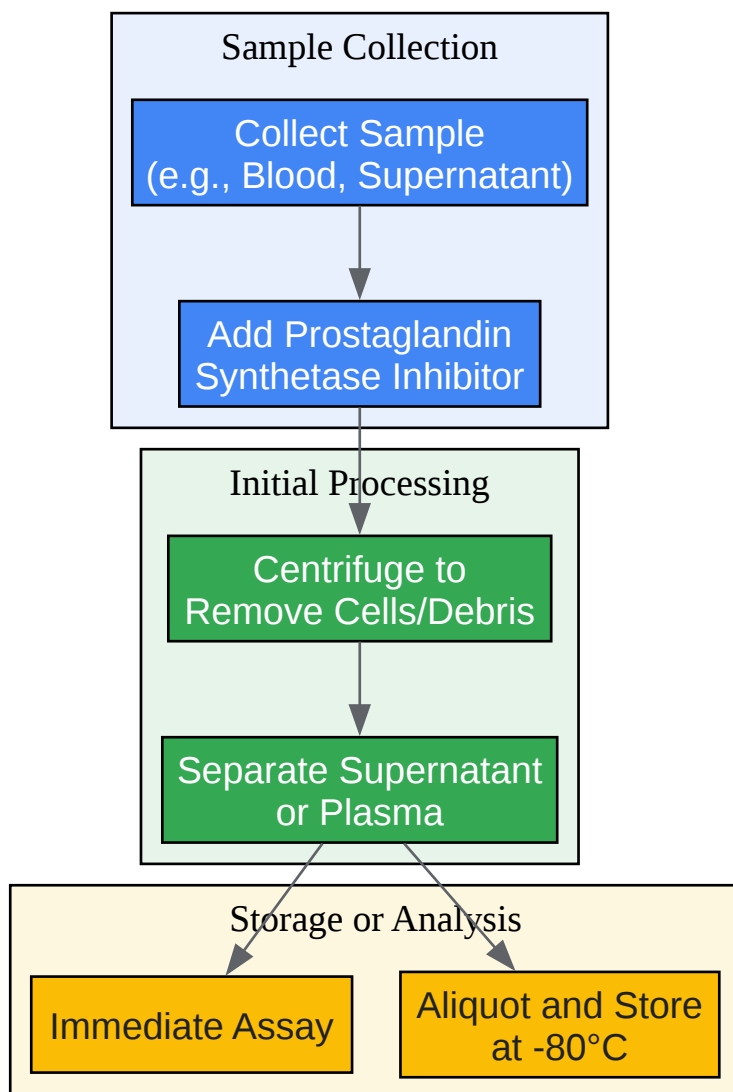 Sample Collection
Collect Sample
(e.g., Blood, Supernatant)
Add Prostaglandin
Synthetase Inhibitor
Initial Processing
Centrifuge to
Remove Cells/Debris
Separate Supernatant
or Plasma
Storage or Analysis
Immediate Assay
Aliquot and Store
at -80°C